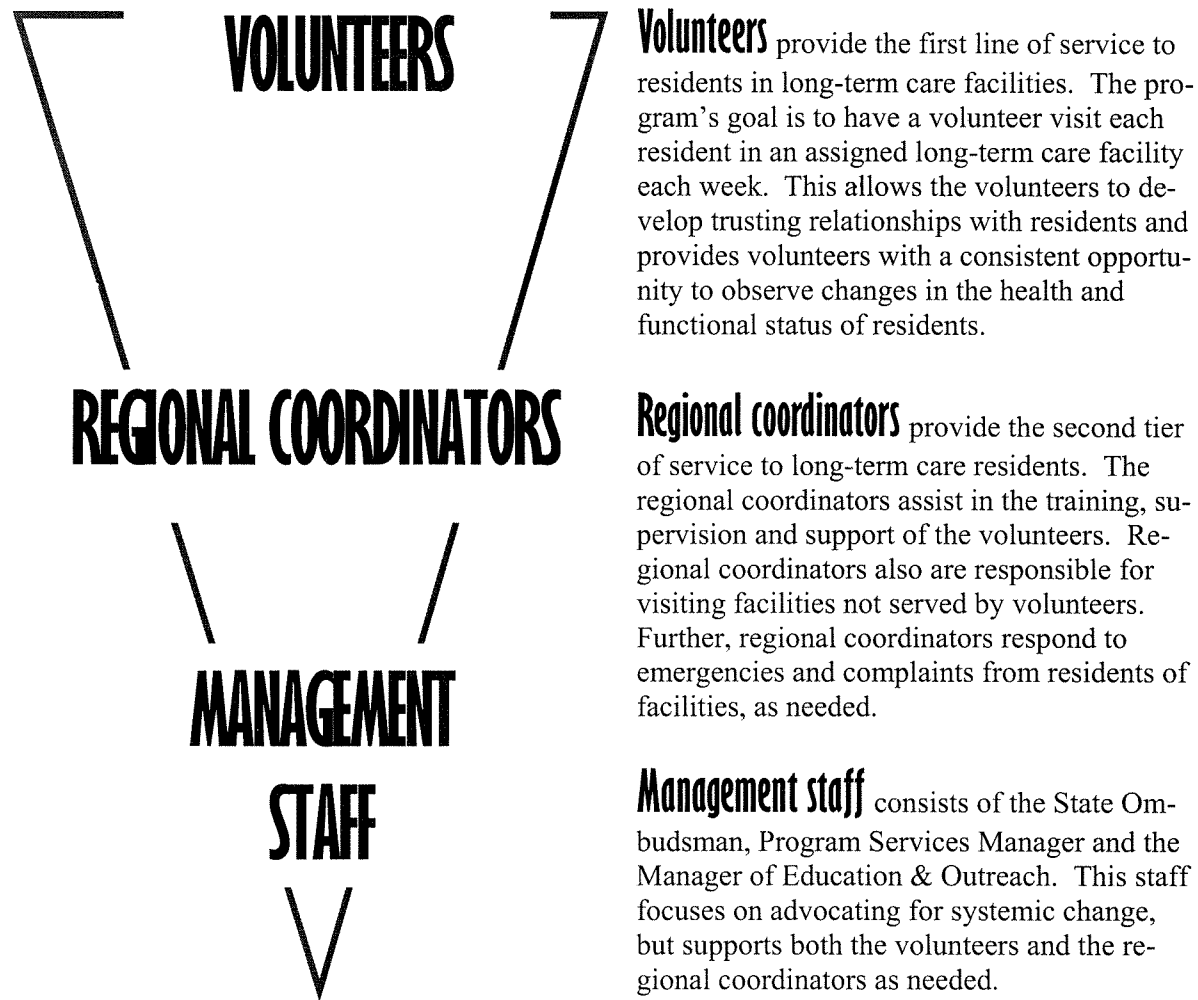 VOLUNTEERS
REGIONAL COORDINATORS
MANAGEMENT
STAFF
Volunteers provide the first line of service to
residents in long-term care facilities. The pro-
gram's goal is to have a volunteer visit each
resident in an assigned long-term care facility
each week. This allows the volunteers to de-
velop trusting relationships with residents and
provides volunteers with a consistent opportu-
nity to observe changes in the health and
functional status of residents.
Regional coordinators provide the second tier
of service to long-term care residents. The
regional coordinators assist in the training, su-
pervision and support of the volunteers. Re-
gional coordinators also are responsible for
visiting facilities not served by volunteers.
Further, regional coordinators respond to
emergencies and complaints from residents of
facilities, as needed.
Management staff consists of the State Om-
budsman, Program Services Manager and the
Manager of Education & Outreach. This staff
focuses on advocating for systemic change,
but supports both the volunteers and the re-
gional coordinators as needed.